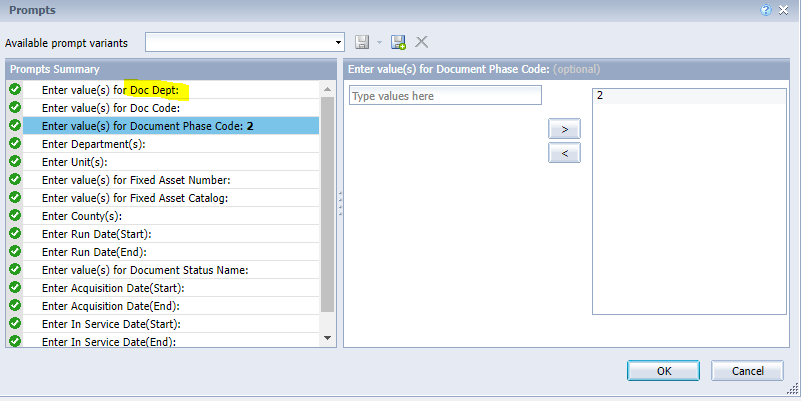 Prompts
Available prompt variants
Prompts Summary
Enter value(s) for Doc Dept:
Enter value(s) for Doc Code:
Enter value(s) for Document Phase Code: 2
Enter Department(s):
Enter Unit(s):
Enter value(s) for Fixed Asset Number:
Enter value(s) for Fixed Asset Catalog:
Enter County(s):
Enter Run Date(Start):
Enter Run Date(End):
Enter value(s) for Document Status Name:
Enter Acquisition Date(Start):
Enter Acquisition Date(End):
Enter In Service Date(Start):
Enter In Service Date(End):
Enter value(s) for Document Phase Code: (optional)
Type values here
>
<
2
OK
Cancel